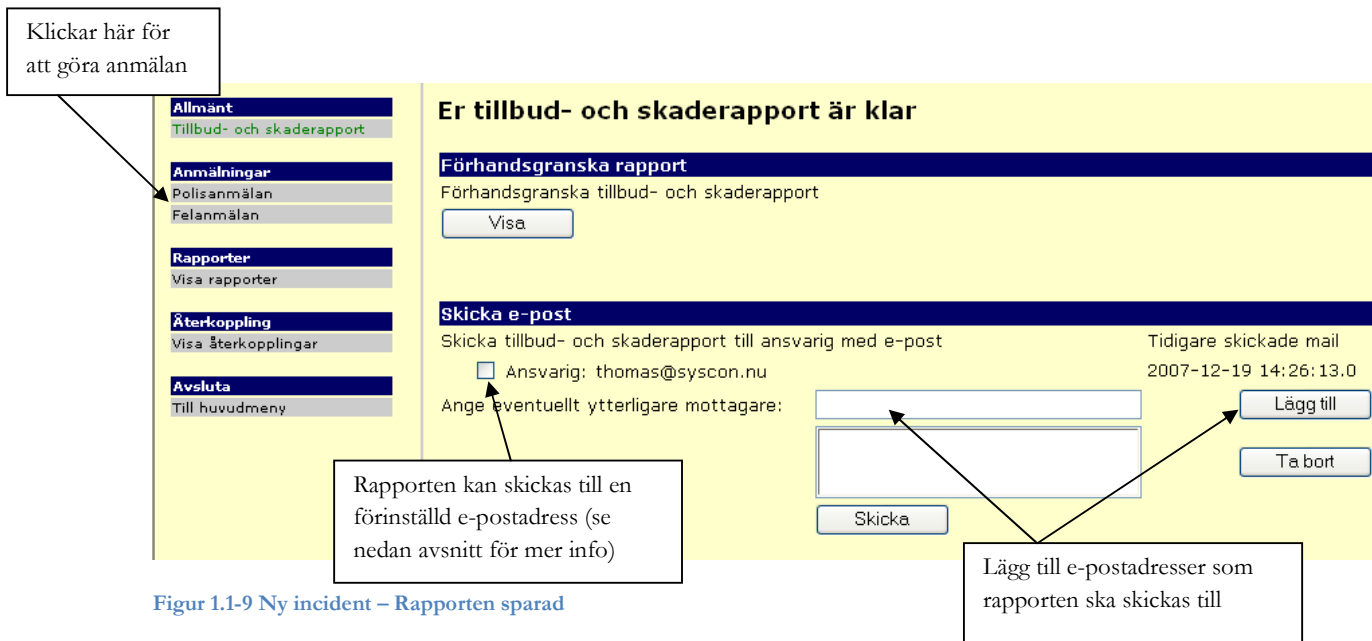 Klickar här för
att göra anmälan
Allmänt
Tillbud- och skaderapport
Anmälningar
Polisanmälan
Felanmälan
Rapporter
Visa rapporter
Återkoppling
Visa återkopplingar
Avsluta
Till huvudmeny
Er tillbud- och skaderapport är klar
Förhandsgranska rapport
Förhandsgranska tillbud- och skaderapport
Visa
Skicka e-post
Skicka tillbud- och skaderapport till ansvarig med e-post
Tidigare skickade mail
Ansvarig: thomas@syscon.nu
2007-12-19 14:26:13.0
Ange eventuellt ytterligare mottagare:
Lägg till
Ta bort
Skicka
Rapporten kan skickas till en
förinställd e-postadress (se
nedan avsnitt för mer info)
Lägg till e-postadresser som
rapporten ska skickas till
Figur 1.1-9 Ny incident – Rapporten sparad